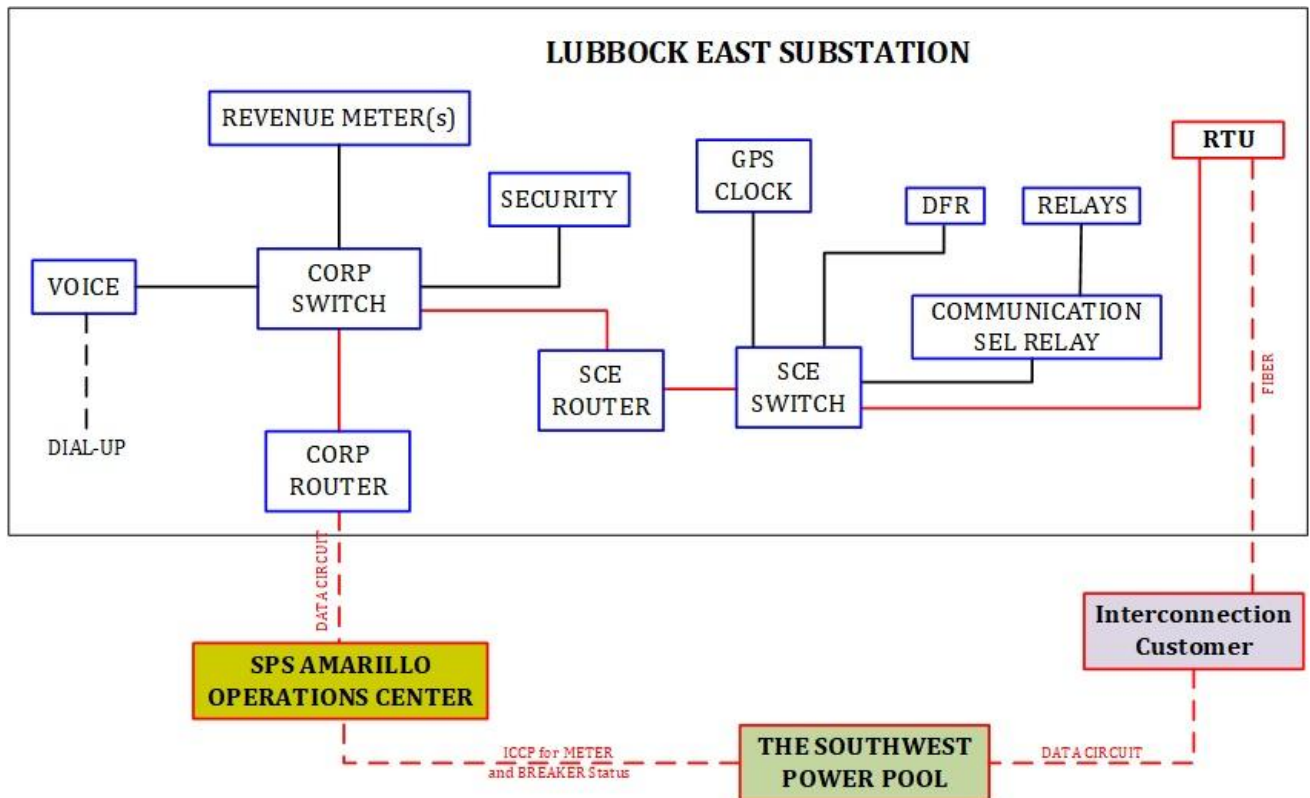 LUBBOCK EAST SUBSTATION
REVENUE METER(s)
RTU
GPS
CLOCK
SECURITY
DFR
RELAYS
VOICE
CORP
SWITCH
COMMUNICATION
SEL RELAY
SCE
ROUTER
SCE
SWITCH
FIBER
DIAL-UP
CORP
ROUTER
DATA CIRCUIT
Interconnection
Customer
SPS AMARILLO
OPERATIONS CENTER
ICCP for METER
and BREAKER Status
THE SOUTHWEST
POWER POOL
DATA CIRCUIT